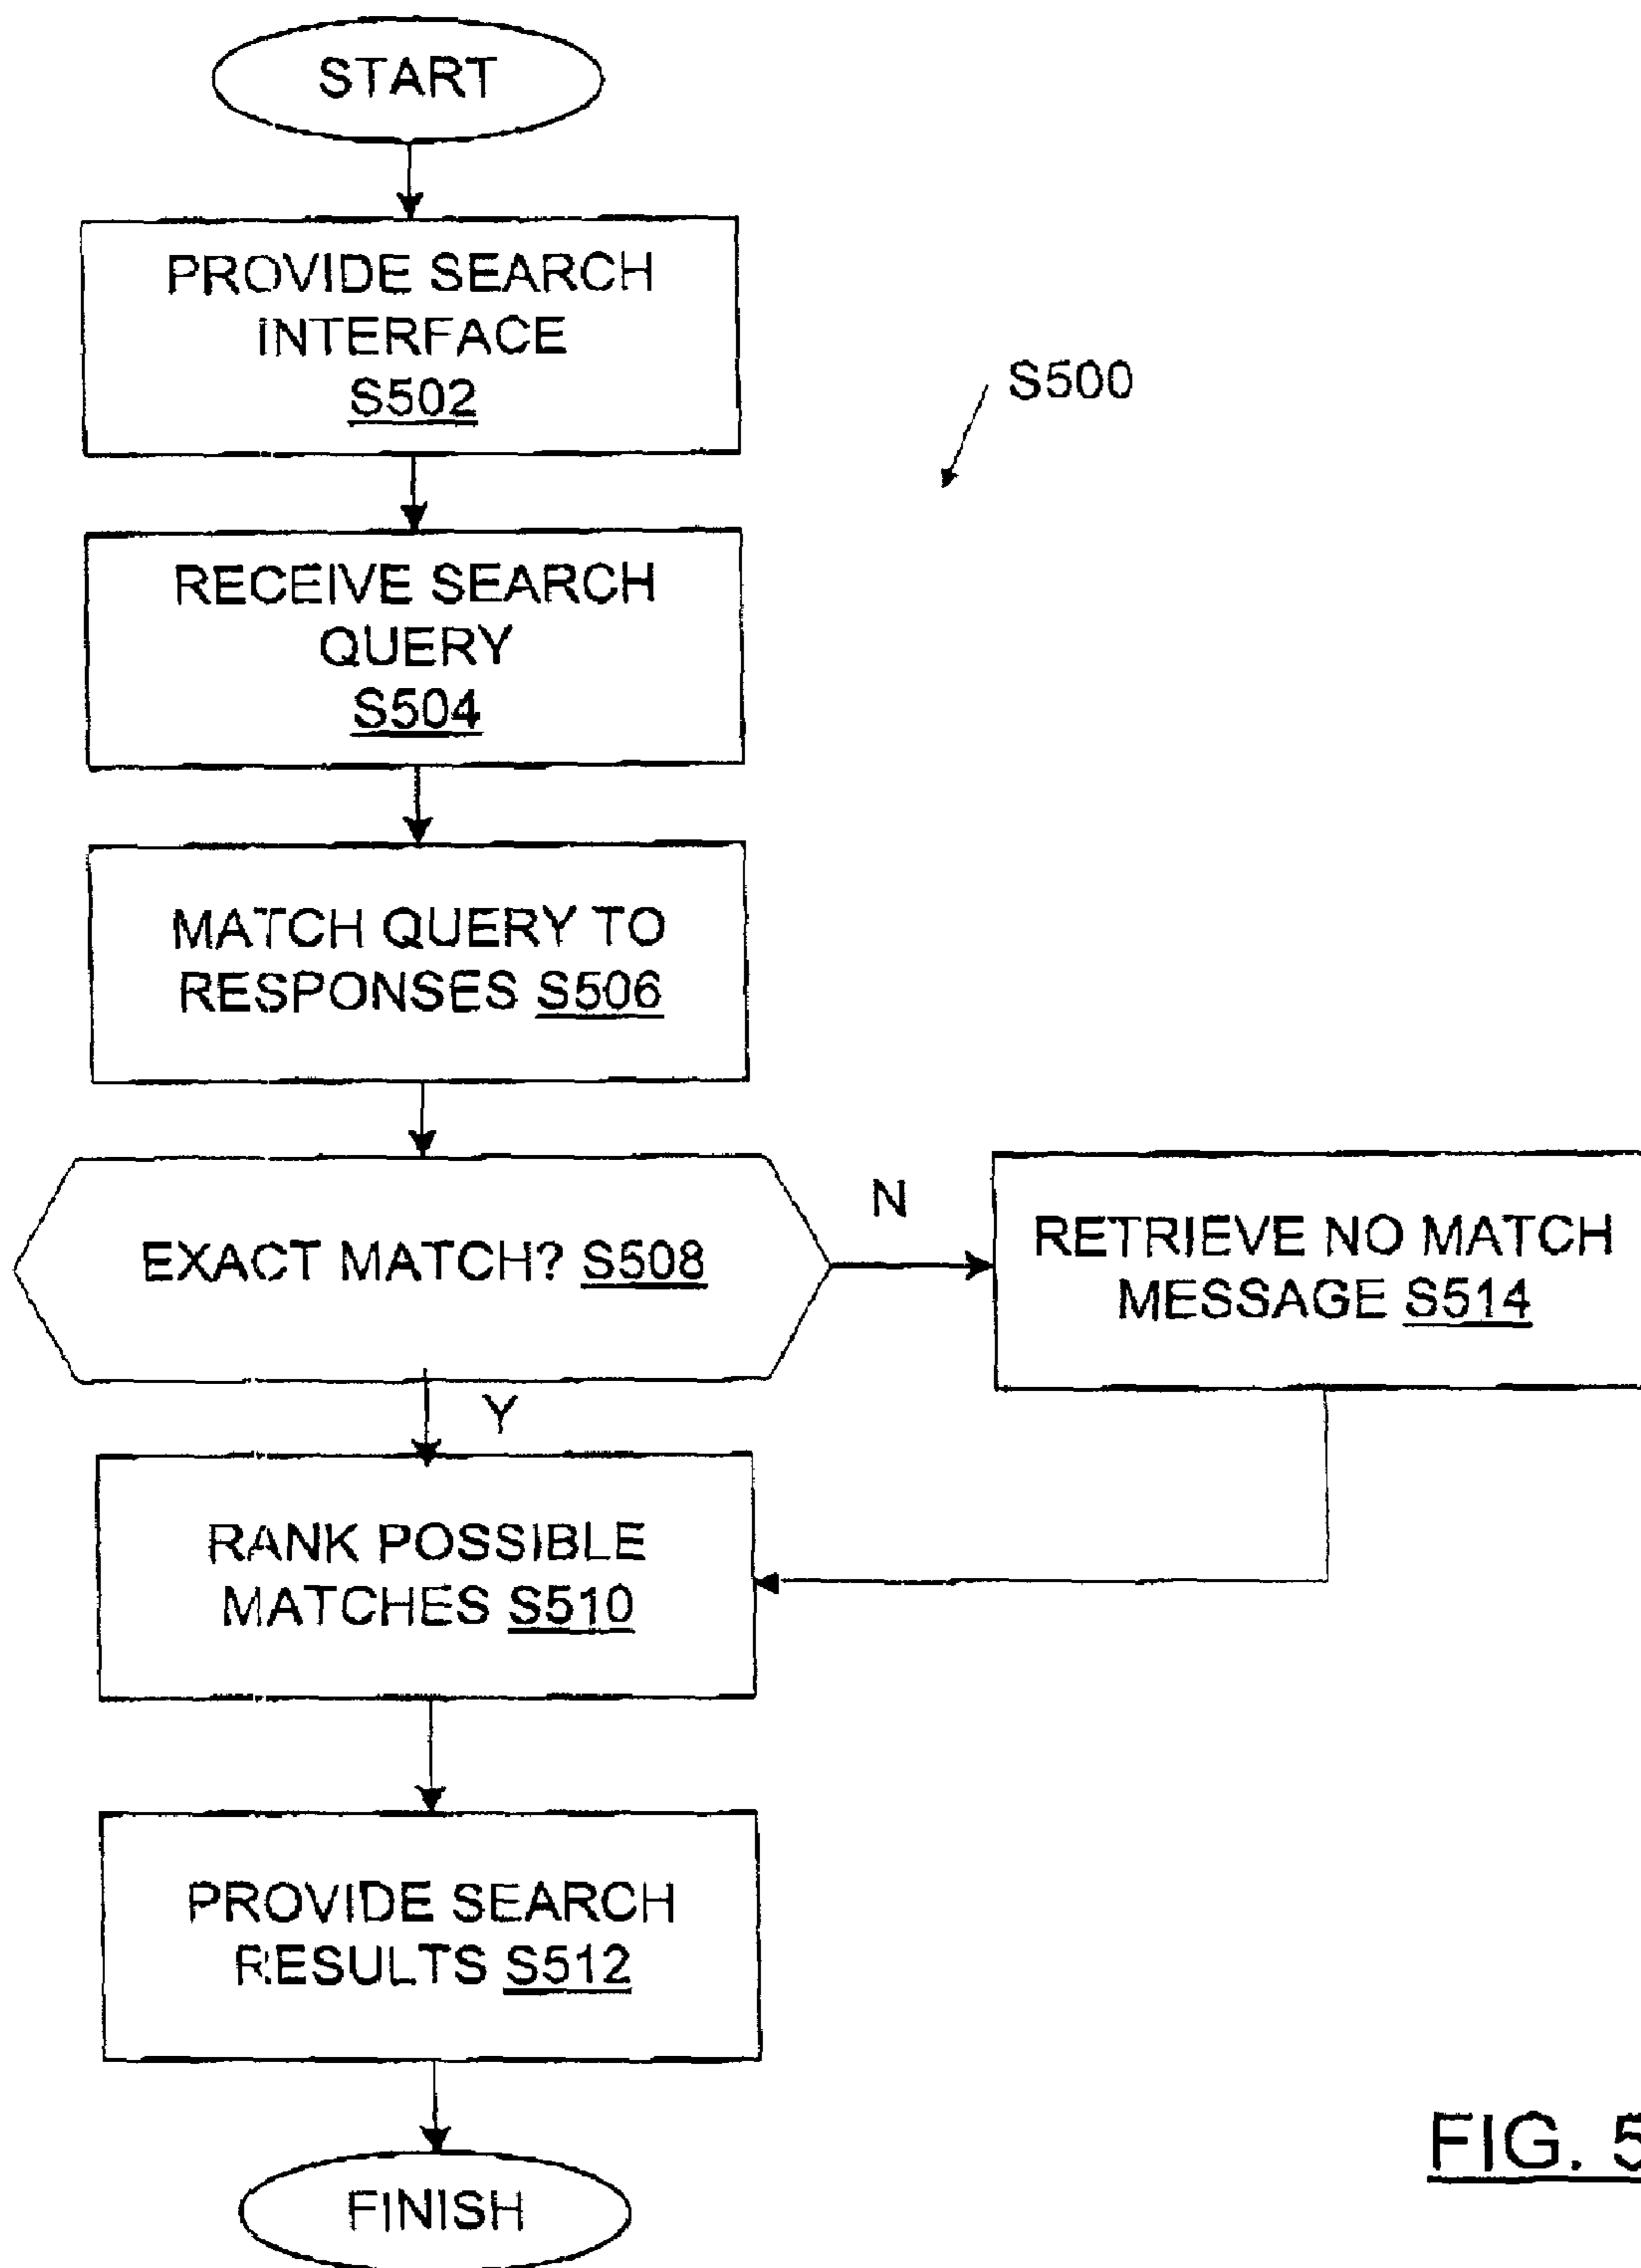 START
PROVIDE SEARCH
INTERFACE
S502
S500
RECEIVE SEARCH
QUERY
S504
MATCH QUERY TO
RESPONSES S506
EXACT MATCH? S508
N
RETRIEVE NO MATCH
MESSAGE S514
Y
RANK POSSIBLE
MATCHES S510
PROVIDE SEARCH
RESULTS S512
FINISH
FIG. 5